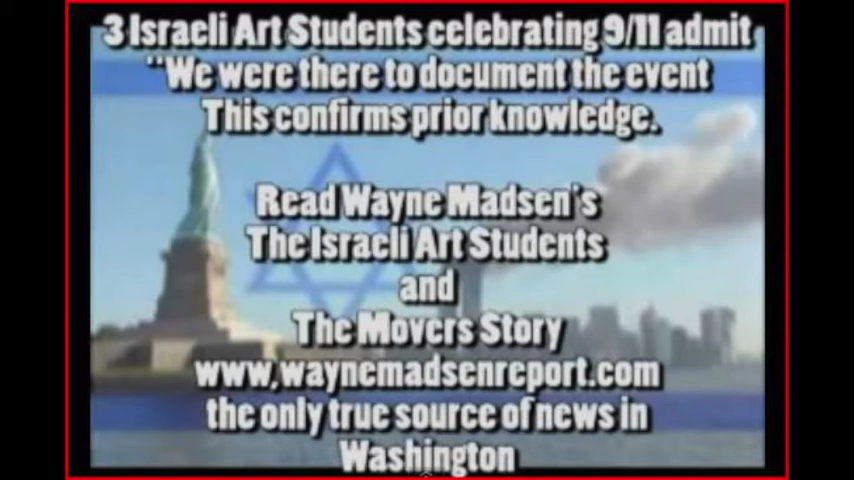 3 Israeli Art Students celebrating 9/11 admit
"We were there to document the event
This confirms prior knowledge.
Read Wayne Madsen's
The Israeli Art Students
and
The Movers Story
www.waynemadsenreport.com
the only true source of news in
Washington